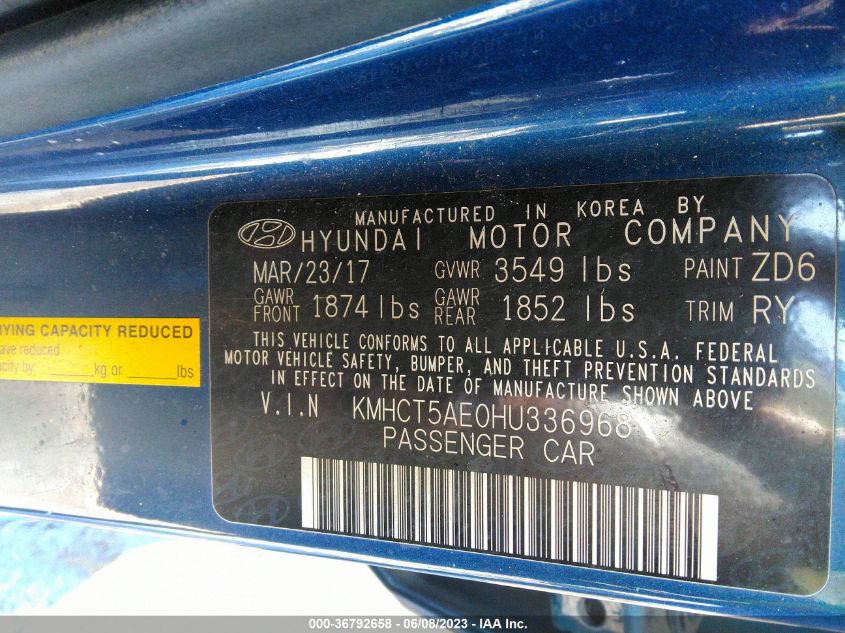 MANUFACTURED IN KOREA BY
HYUNDAI MOTOR COMPANY
MAR/23/17 GVWR 3549 lbs PAINT ZD6
GAWR FRONT 1874 lbs GAWR REAR 1852 lbs TRIM RY
THIS VEHICLE CONFORMS TO ALL APPLICABLE U.S.A. FEDERAL
MOTOR VEHICLE SAFETY, BUMPER, AND THEFT PREVENTION STANDARDS
IN EFFECT ON THE DATE OF MANUFACTURE SHOWN ABOVE
V.I.N KMHCT5AE0HU336968
PASSENGER CAR
CAPACITY REDUCED
reduced
by: kg or lbs
000-36792658 - 06/08/2023 - IAA Inc.